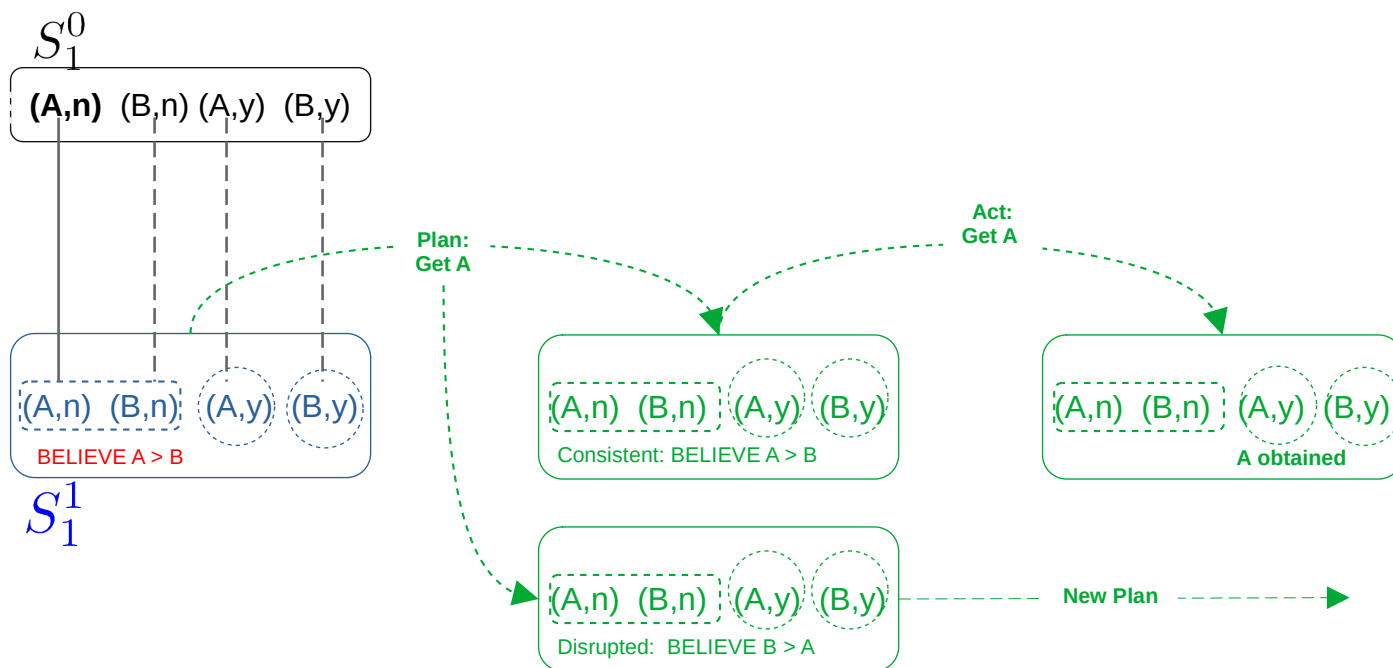 S_1^0
(A,n) (B,n) (A,y) (B,y)
Plan:
Get A
Act:
Get A
(A,n) (B,n) (A,y) (B,y)
BELIEVE A > B
S_1^1
(A,n) (B,n) (A,y) (B,y)
Consistent: BELIEVE A > B
(A,n) (B,n) (A,y) (B,y)
A obtained
(A,n) (B,n) (A,y) (B,y)
Disrupted: BELIEVE B > A
New Plan